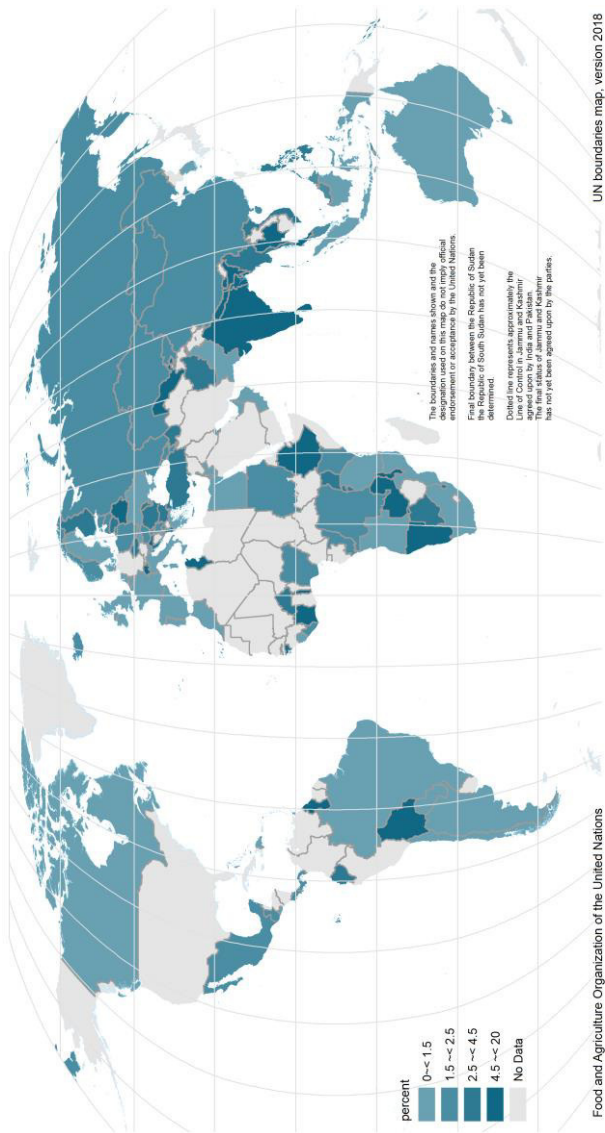 The boundaries and names shown and the
designation used on this map do not imply official
endorsement or acceptance by the United Nations.
Final boundary between the Republic of Sudan
the Republic of South Sudan has not yet been
determined.
Dotted line represents approximately the
Line of Control in Jammu and Kashmir
agreed upon by India and Pakistan.
The final status of Jammu and Kashmir
has not yet been agreed upon by the parties.
percent
0~< 1.5
1.5 ~< 2.5
2.5 ~< 4.5
4.5 ~< 20
No Data
Food and Agriculture Organization of the United Nations
UN boundaries map, version 2018